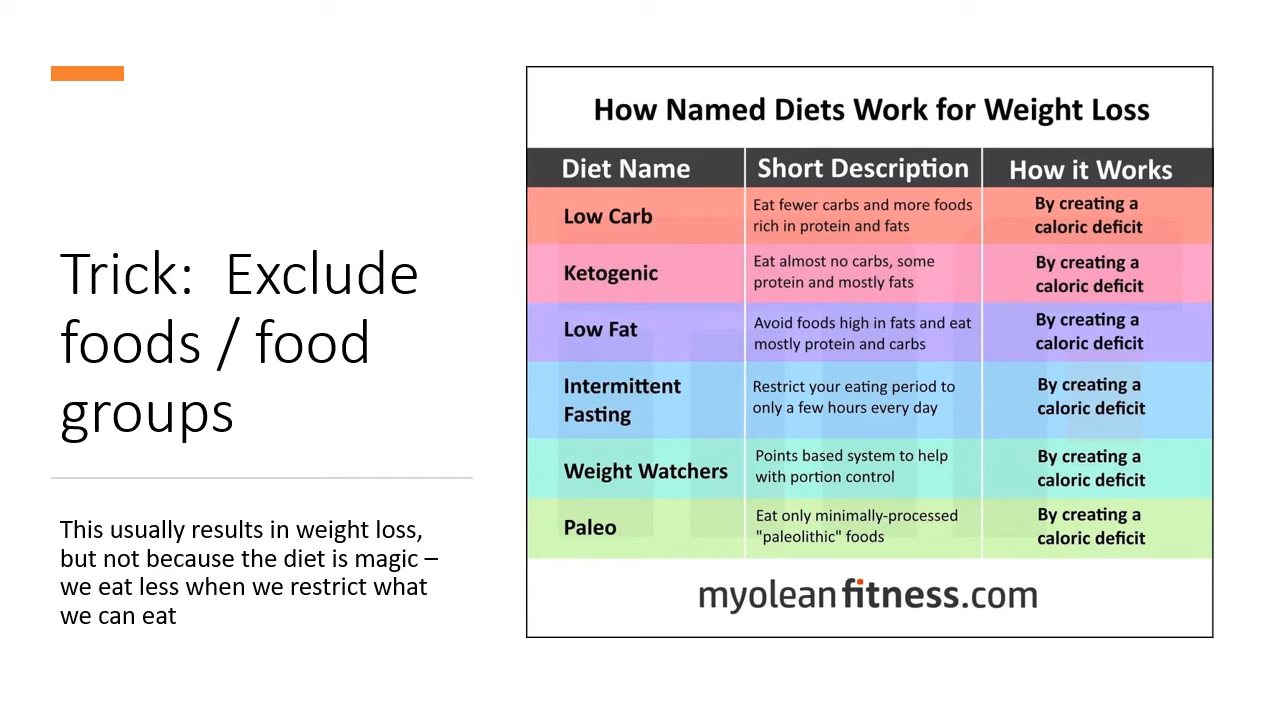 Trick:  Exclude
foods / food
groups
This usually results in weight loss,
but not because the diet is magic –
we eat less when we restrict what
we can eat
How Named Diets Work for Weight Loss
Diet Name
Short Description
How it Works
Low Carb
Eat fewer carbs and more foods
rich in protein and fats
By creating a
caloric deficit
Ketogenic
Eat almost no carbs, some
protein and mostly fats
By creating a
caloric deficit
Low Fat
Avoid foods high in fats and eat
mostly protein and carbs
By creating a
caloric deficit
Intermittent
Fasting
Restrict your eating period to
only a few hours every day
By creating a
caloric deficit
Weight Watchers
Points based system to help
with portion control
By creating a
caloric deficit
Paleo
Eat only minimally-processed
"paleolithic" foods
By creating a
caloric deficit
myoleanfitness.com